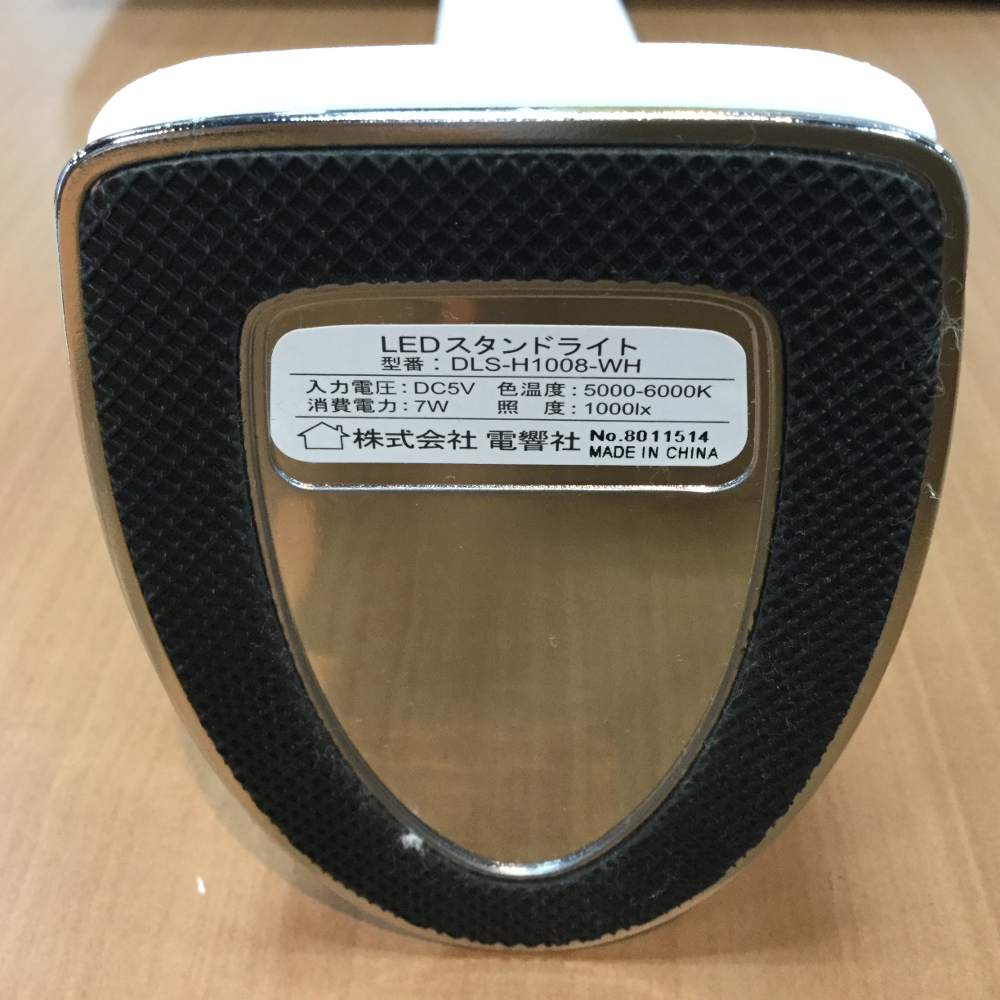 LEDスタンドライト
型番：DLS-H1008-WH
入力電圧：DC5V 色温度：5000-6000K
消費電力：7W 照 度：1000lx
株式会社 電響社 No.8011514
MADE IN CHINA